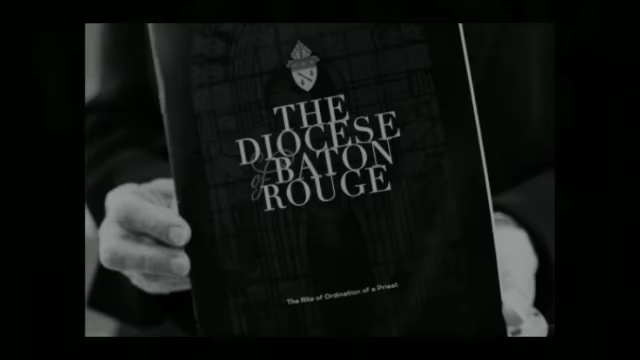 THE
DIOCESE
of BATON
ROUGE
The Rite of Ordination of a Priest